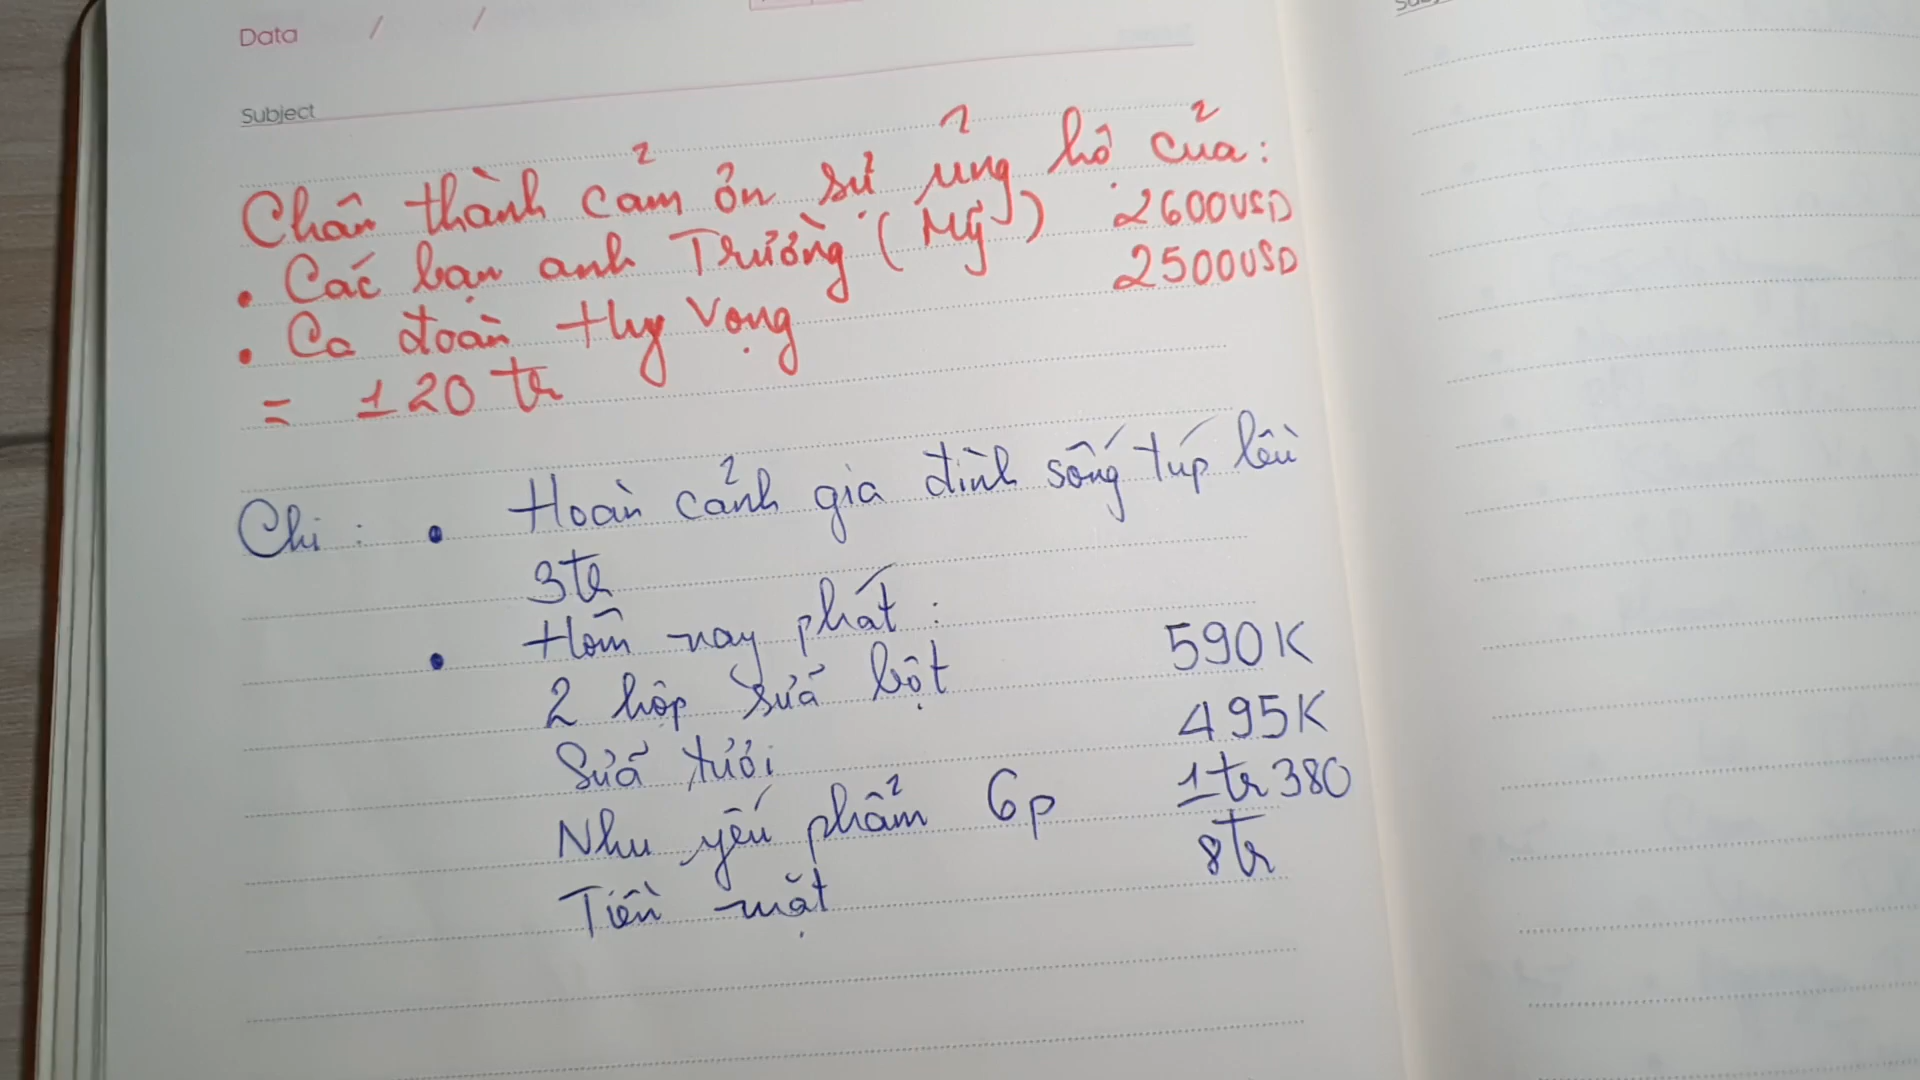 Data / /
Subject
Chân thành cảm ơn sự ủng hộ của:
• Các bạn anh Trường (Mỹ) 2600USD
• Ca đoàn Hy Vọng 2500USD
= 120 tr
Chi : • Hoàn cảnh gia đình sống túp lều
3tr
• Hôm nay phát :
2 hộp sữa bột 590K
Sữa tươi 495K
Nhu yếu phẩm 6p 1tr380
Tiền mặt 8tr